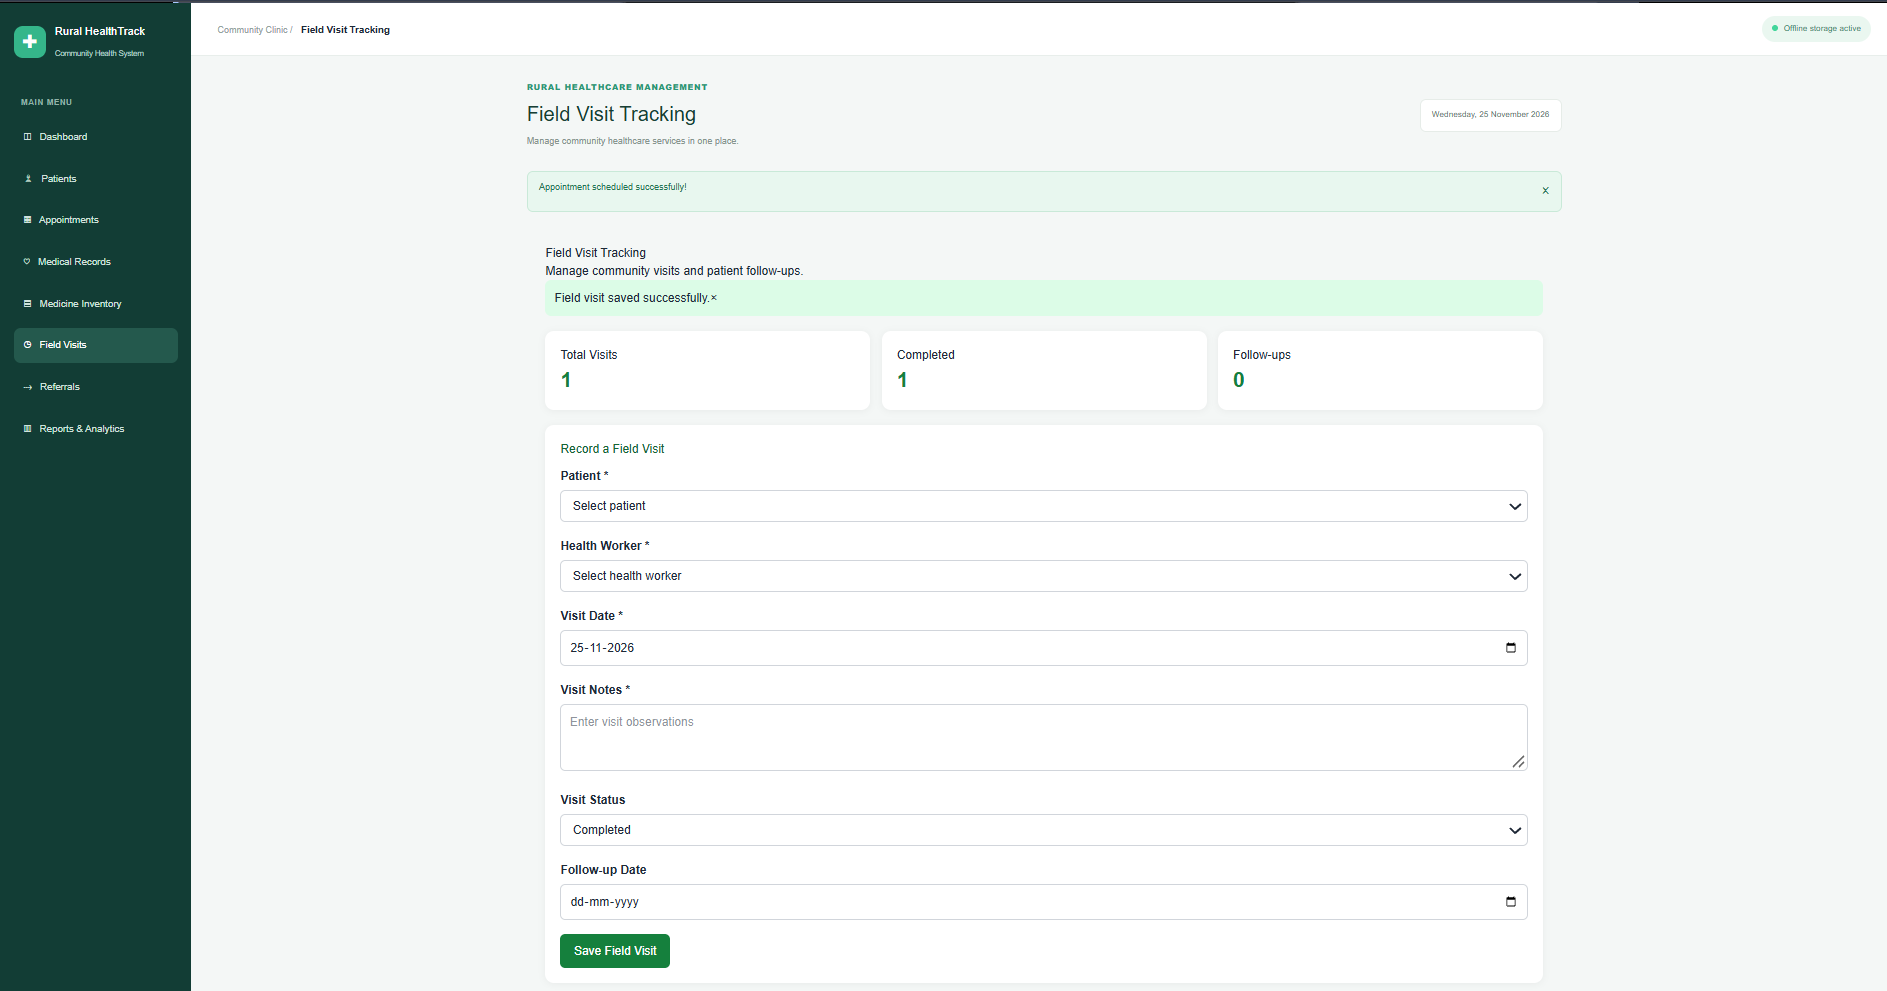 Rural HealthTrack
Community Health System
MAIN MENU
Dashboard
Patients
Appointments
Medical Records
Medicine Inventory
Field Visits
Referrals
Reports & Analytics
Community Clinic / Field Visit Tracking
Offline storage active
RURAL HEALTHCARE MANAGEMENT
Field Visit Tracking
Manage community healthcare services in one place.
Wednesday, 25 November 2026
Appointment scheduled successfully!
x
Field Visit Tracking
Manage community visits and patient follow-ups.
Field visit saved successfully.×
Total Visits
1
Completed
1
Follow-ups
0
Record a Field Visit
Patient *
Select patient
Health Worker *
Select health worker
Visit Date *
25-11-2026
Visit Notes *
Enter visit observations
Visit Status
Completed
Follow-up Date
dd-mm-yyyy
Save Field Visit